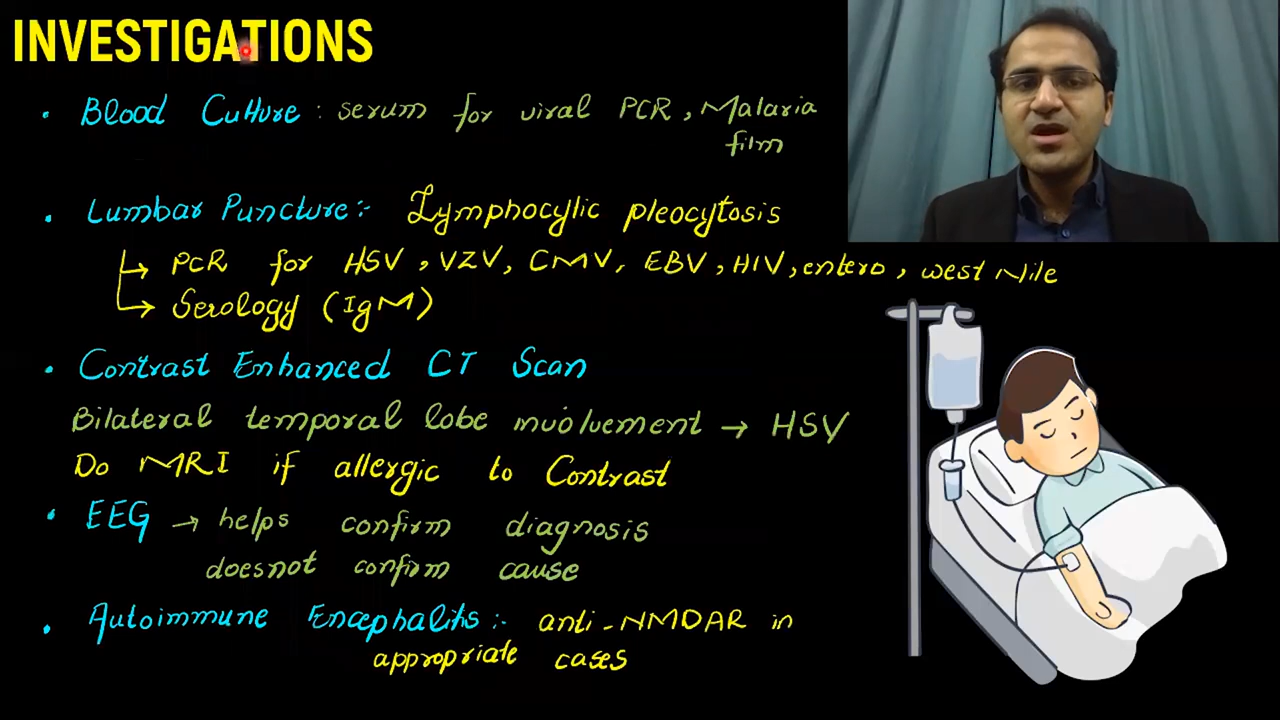 INVESTIGATIONS
• Blood Culture : serum for viral PCR, Malaria
film
• Lumbar Puncture :- Lymphocylic pleocytosis
↳ PCR for HSV, VZV, CMV, EBV, HIV, entero, west Nile
↳ Serology (IgM)
• Contrast Enhanced CT Scan
Bilateral temporal lobe involvement → HSV
Do MRI if allergic to Contrast
• EEG → helps confirm diagnosis
doesnot confirm cause
• Autoimmune Encephalitis :- anti-NMDAR in
appropriate cases